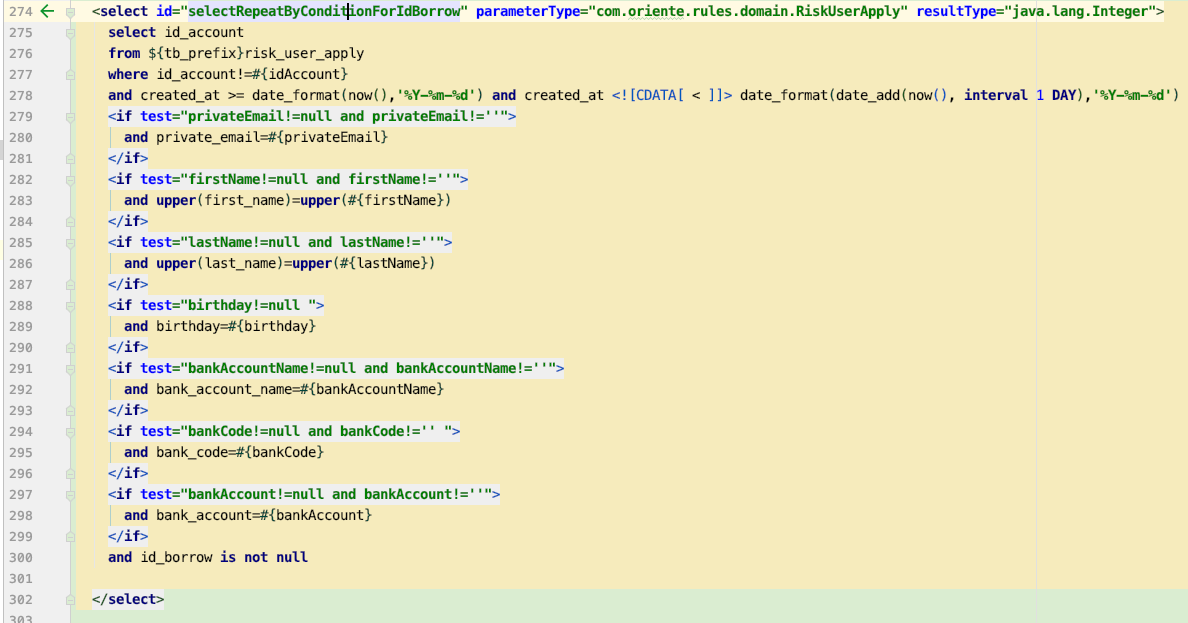 274 <select id="selectRepeatByConditionForIdBorrow" parameterType="com.oriente.rules.domain.RiskUserApply" resultType="java.lang.Integer">
275 select id_account
276 from ${tb_prefix}risk_user_apply
277 where id_account!=#{idAccount}
278 and created_at >= date_format(now(),'%Y-%m-%d') and created_at <![CDATA[ < ]]> date_format(date_add(now(), interval 1 DAY),'%Y-%m-%d')
279 <if test="privateEmail!=null and privateEmail!=''">
280 and private_email=#{privateEmail}
281 </if>
282 <if test="firstName!=null and firstName!=''">
283 and upper(first_name)=upper(#{firstName})
284 </if>
285 <if test="lastName!=null and lastName!=''">
286 and upper(last_name)=upper(#{lastName})
287 </if>
288 <if test="birthday!=null ">
289 and birthday=#{birthday}
290 </if>
291 <if test="bankAccountName!=null and bankAccountName!=''">
292 and bank_account_name=#{bankAccountName}
293 </if>
294 <if test="bankCode!=null and bankCode!='' ">
295 and bank_code=#{bankCode}
296 </if>
297 <if test="bankAccount!=null and bankAccount!=''">
298 and bank_account=#{bankAccount}
299 </if>
300 and id_borrow is not null
301
302 </select>
303